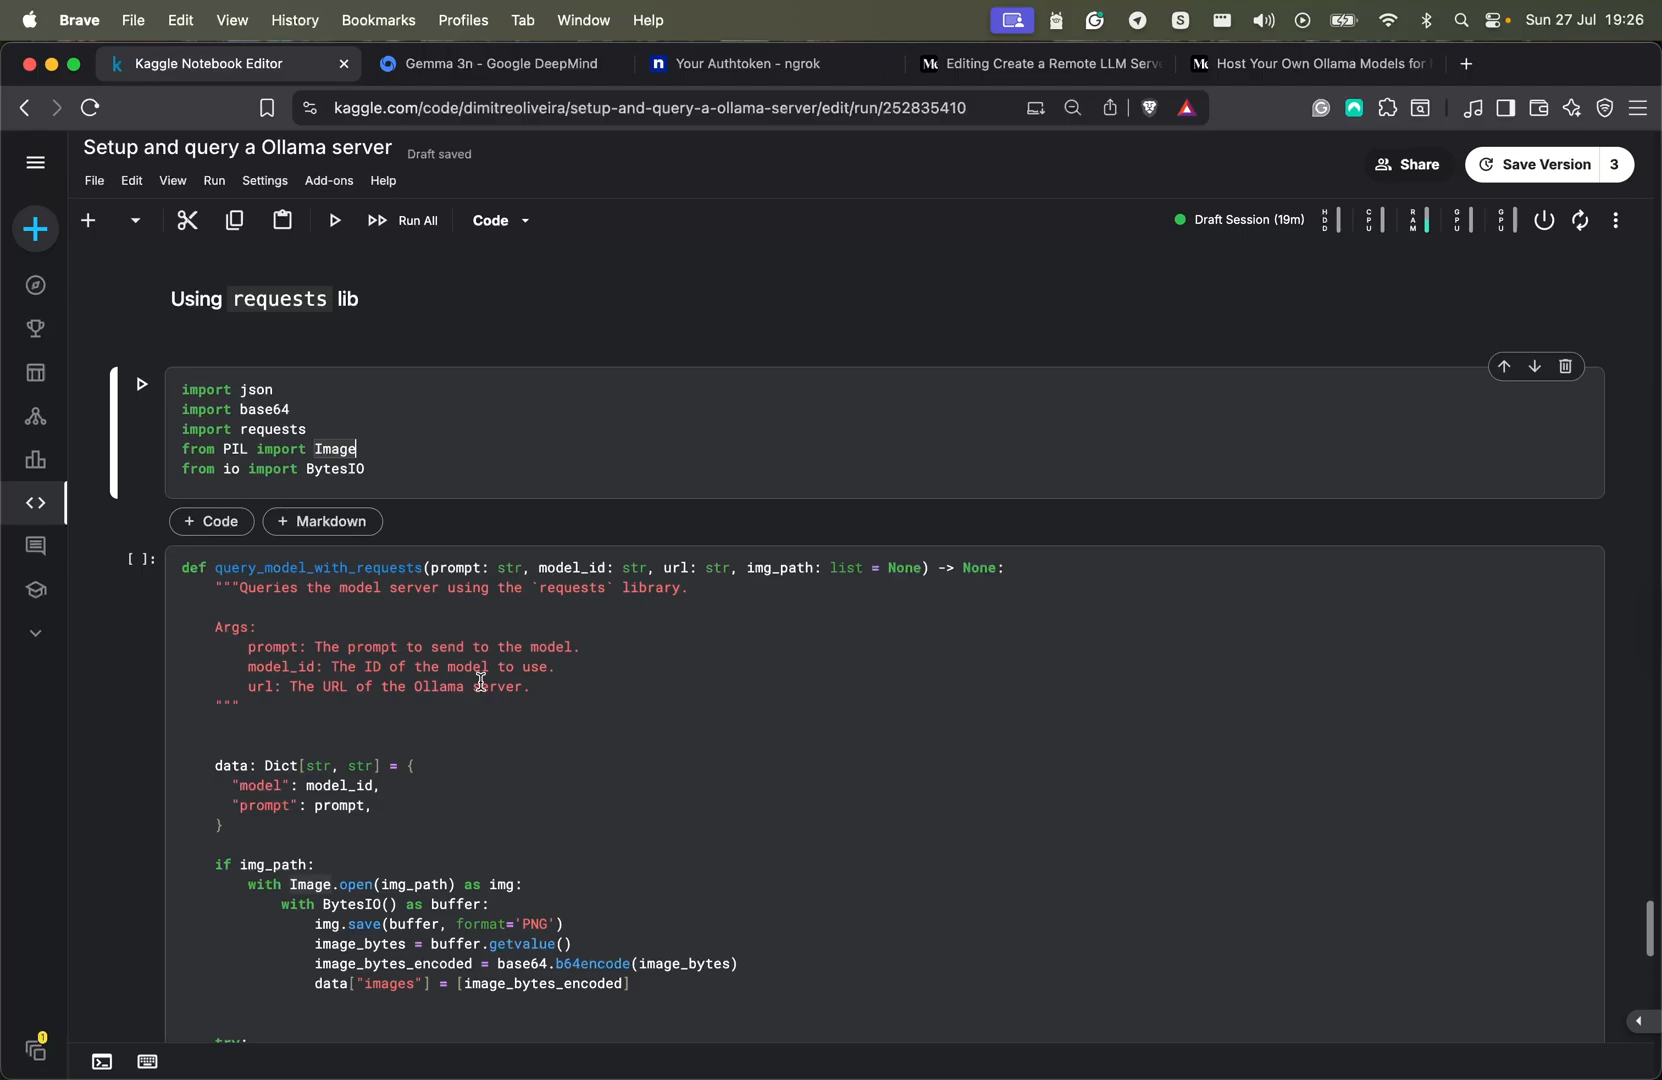 Brave File Edit View History Bookmarks Profiles Tab Window Help Sun 27 Jul 19:26
Kaggle Notebook Editor Gemma 3n - Google DeepMind Your Authtoken - ngrok Editing Create a Remote LLM Serv Host Your Own Ollama Models for
kaggle.com/code/dimitreoliveira/setup-and-query-a-ollama-server/edit/run/252835410
Setup and query a Ollama server Draft saved
Share Save Version 3
File Edit View Run Settings Add-ons Help
Run All Code Draft Session (19m) HDD CPU RAM GPU GPU
Using requests lib
import json
import base64
import requests
from PIL import Image
from io import BytesIO
+ Code + Markdown
[ ]:
def query_model_with_requests(prompt: str, model_id: str, url: str, img_path: list = None) -> None:
"""Queries the model server using the `requests` library.
Args:
prompt: The prompt to send to the model.
model_id: The ID of the model to use.
url: The URL of the Ollama server.
"""
data: Dict[str, str] = {
"model": model_id,
"prompt": prompt,
}
if img_path:
with Image.open(img_path) as img:
with BytesIO() as buffer:
img.save(buffer, format='PNG')
image_bytes = buffer.getvalue()
image_bytes_encoded = base64.b64encode(image_bytes)
data["images"] = [image_bytes_encoded]
try:
1